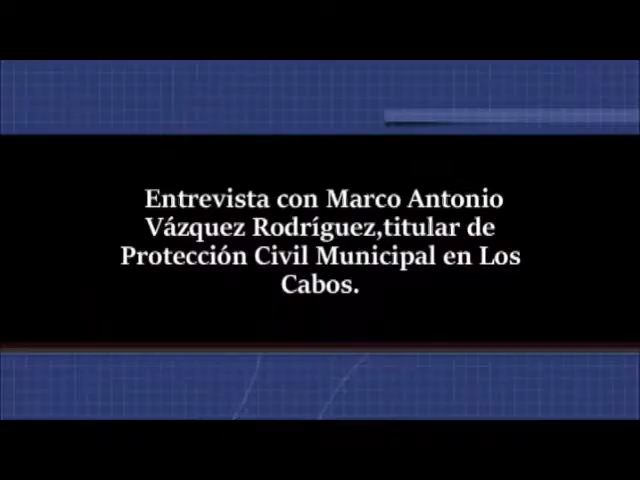 Entrevista con Marco Antonio
Vázquez Rodríguez,titular de
Protección Civil Municipal en Los
Cabos.